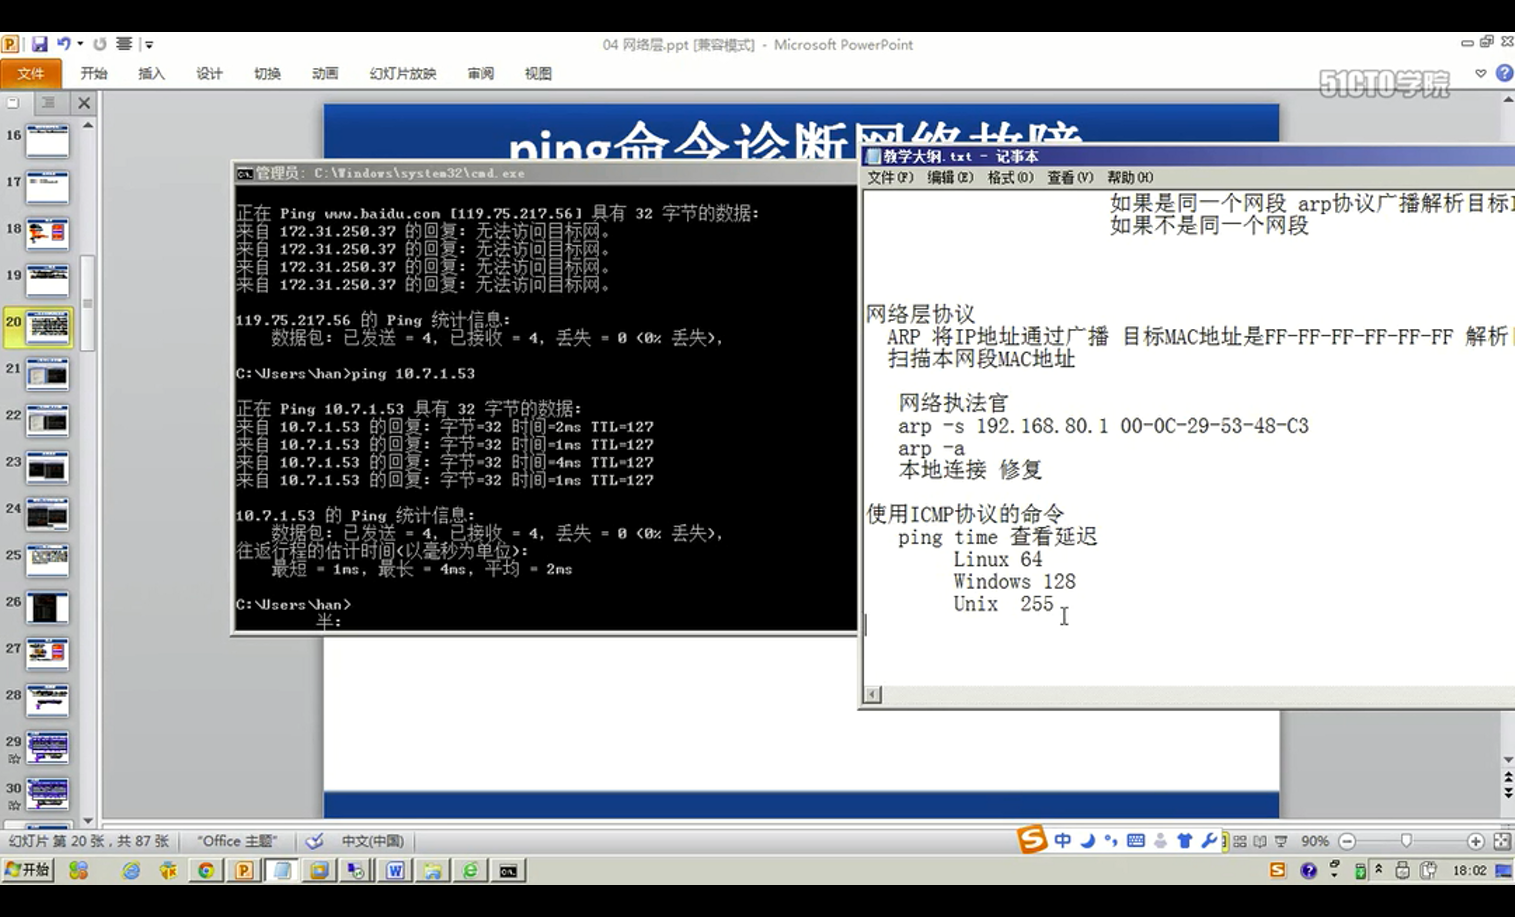 04 网络层.ppt [兼容模式] - Microsoft PowerPoint
文件 开始 插入 设计 切换 动画 幻灯片放映 审阅 视图
51CTO学院
ping命令诊断网络故障
管理员: C:\Windows\system32\cmd.exe
正在 Ping www.baidu.com [119.75.217.56] 具有 32 字节的数据:
来自 172.31.250.37 的回复: 无法访问目标网。
来自 172.31.250.37 的回复: 无法访问目标网。
来自 172.31.250.37 的回复: 无法访问目标网。
来自 172.31.250.37 的回复: 无法访问目标网。
119.75.217.56 的 Ping 统计信息:
数据包: 已发送 = 4, 已接收 = 4, 丢失 = 0 (0% 丢失),
C:\Users\han>ping 10.7.1.53
正在 Ping 10.7.1.53 具有 32 字节的数据:
来自 10.7.1.53 的回复: 字节=32 时间=2ms TTL=127
来自 10.7.1.53 的回复: 字节=32 时间=1ms TTL=127
来自 10.7.1.53 的回复: 字节=32 时间=4ms TTL=127
来自 10.7.1.53 的回复: 字节=32 时间=1ms TTL=127
10.7.1.53 的 Ping 统计信息:
数据包: 已发送 = 4, 已接收 = 4, 丢失 = 0 (0% 丢失),
往返行程的估计时间(以毫秒为单位):
最短 = 1ms, 最长 = 4ms, 平均 = 2ms
C:\Users\han>
半:
教学大纲.txt - 记事本
文件(F) 编辑(E) 格式(O) 查看(V) 帮助(H)
如果是同一个网段 arp协议广播解析目标
如果不是同一个网段
网络层协议
ARP 将IP地址通过广播 目标MAC地址是FF-FF-FF-FF-FF-FF 解析
扫描本网段MAC地址
网络执法官
arp -s 192.168.80.1 00-0C-29-53-48-C3
arp -a
本地连接 修复
使用ICMP协议的命令
ping time 查看延迟
Linux 64
Windows 128
Unix 255
16
17
18
19
20
21
22
23
24
25
26
27
28
29
30
幻灯片 第 20 张，共 87 张 "Office 主题" 中文(中国)
中
90%
开始
18:02